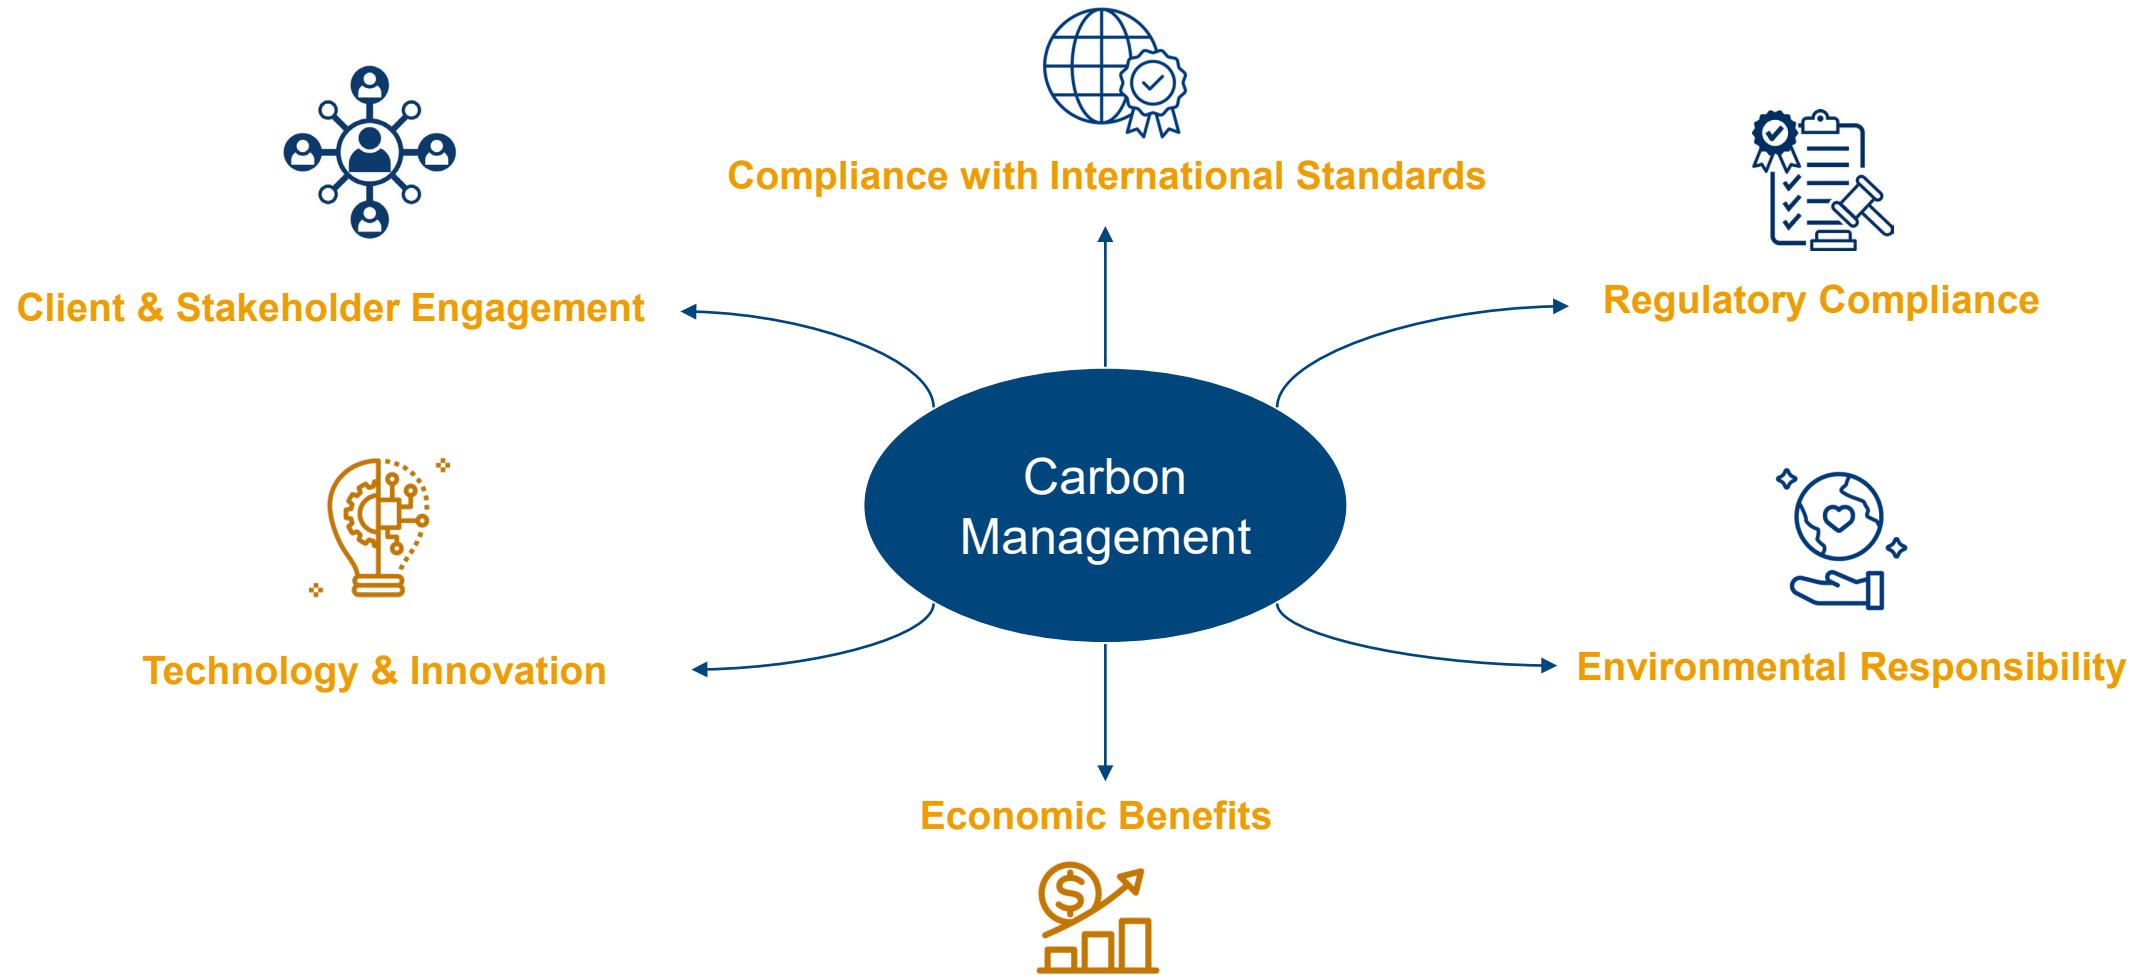 Compliance with International Standards
Client & Stakeholder Engagement
Regulatory Compliance
Carbon
Management
Technology & Innovation
Environmental Responsibility
Economic Benefits
$